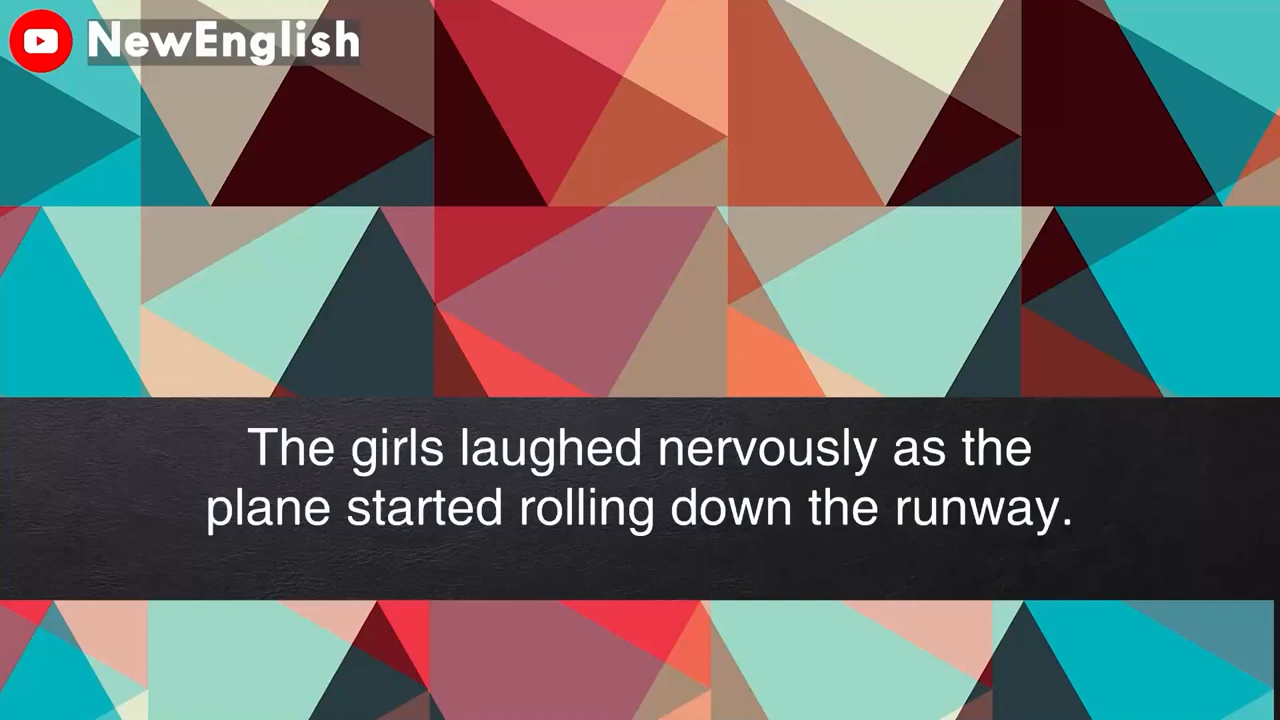 NewEnglish
The girls laughed nervously as the
plane started rolling down the runway.